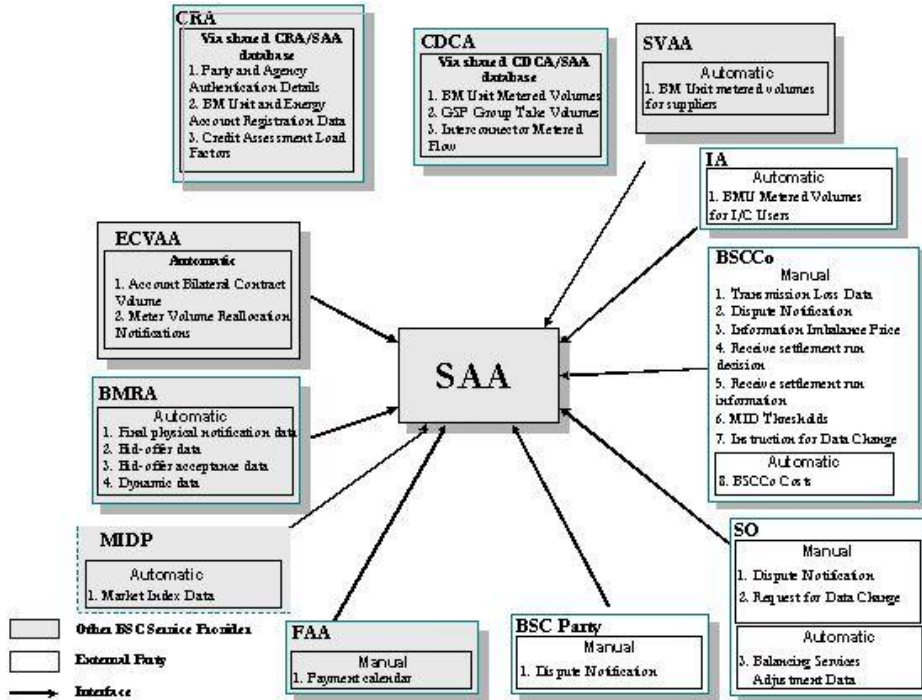 CRA
Via shared CRA/SAA
database
1. Party and Agency
Authentication Details
2. BM Unit and Energy
Account Registration Data
3. Credit Assessment Load
Factors
CDCA
Via shared CDCA/SAA
database
1. BM Unit Metered Volumes
2. GSP Group Take Volumes
3. Interconnector Metered
Flow
SVAA
Automatic
1. BM Unit metered volumes
for suppliers
IA
Automatic
1. BMU Metered Volumes
for I/C Users
ECVAA
Automatic
1. Account Bilateral Contract
Volume
2. Meter Volume Reallocation
Notifications
BSCCo
Manual
1. Transmission Loss Data
2. Dispute Notification
3. Information Imbalance Price
4. Receive settlement run
decision
5. Receive settlement run
information
6. MID Thresholds
7. Instruction for Data Change
Automatic
8. BSCCo Costs
SAA
BMRA
Automatic
1. Final physical notification data
2. Bid-offer data
3. Bid-offer acceptance data
4. Dynamic data
MIDP
Automatic
1. Market Index Data
SO
Manual
1. Dispute Notification
2. Request for Data Change
Automatic
3. Balancing Services
Adjustment Data
FAA
Manual
1. Payment calendar
BSC Party
Manual
1. Dispute Notification
Other BSC Service Provider
External Party
Interface